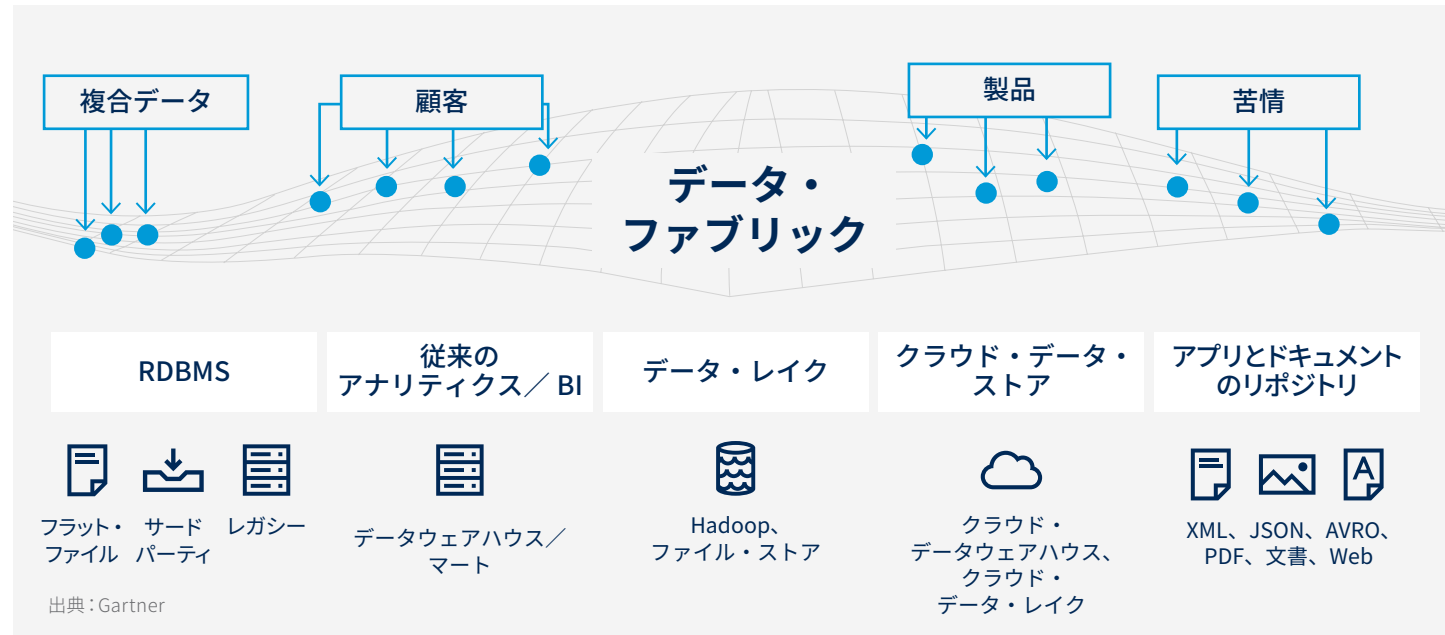 複合データ
顧客
製品
苦情
データ・
ファブリック
RDBMS
従来の
アナリティクス／ BI
データ・レイク
クラウド・データ・
ストア
アプリとドキュメント
のリポジトリ
フラット・
ファイル
サード
パーティ
レガシー
データウェアハウス／
マート
Hadoop、
ファイル・ストア
クラウド・
データウェアハウス、
クラウド・
データ・レイク
A
XML、JSON、AVRO、
PDF、文書、Web
出典：Gartner